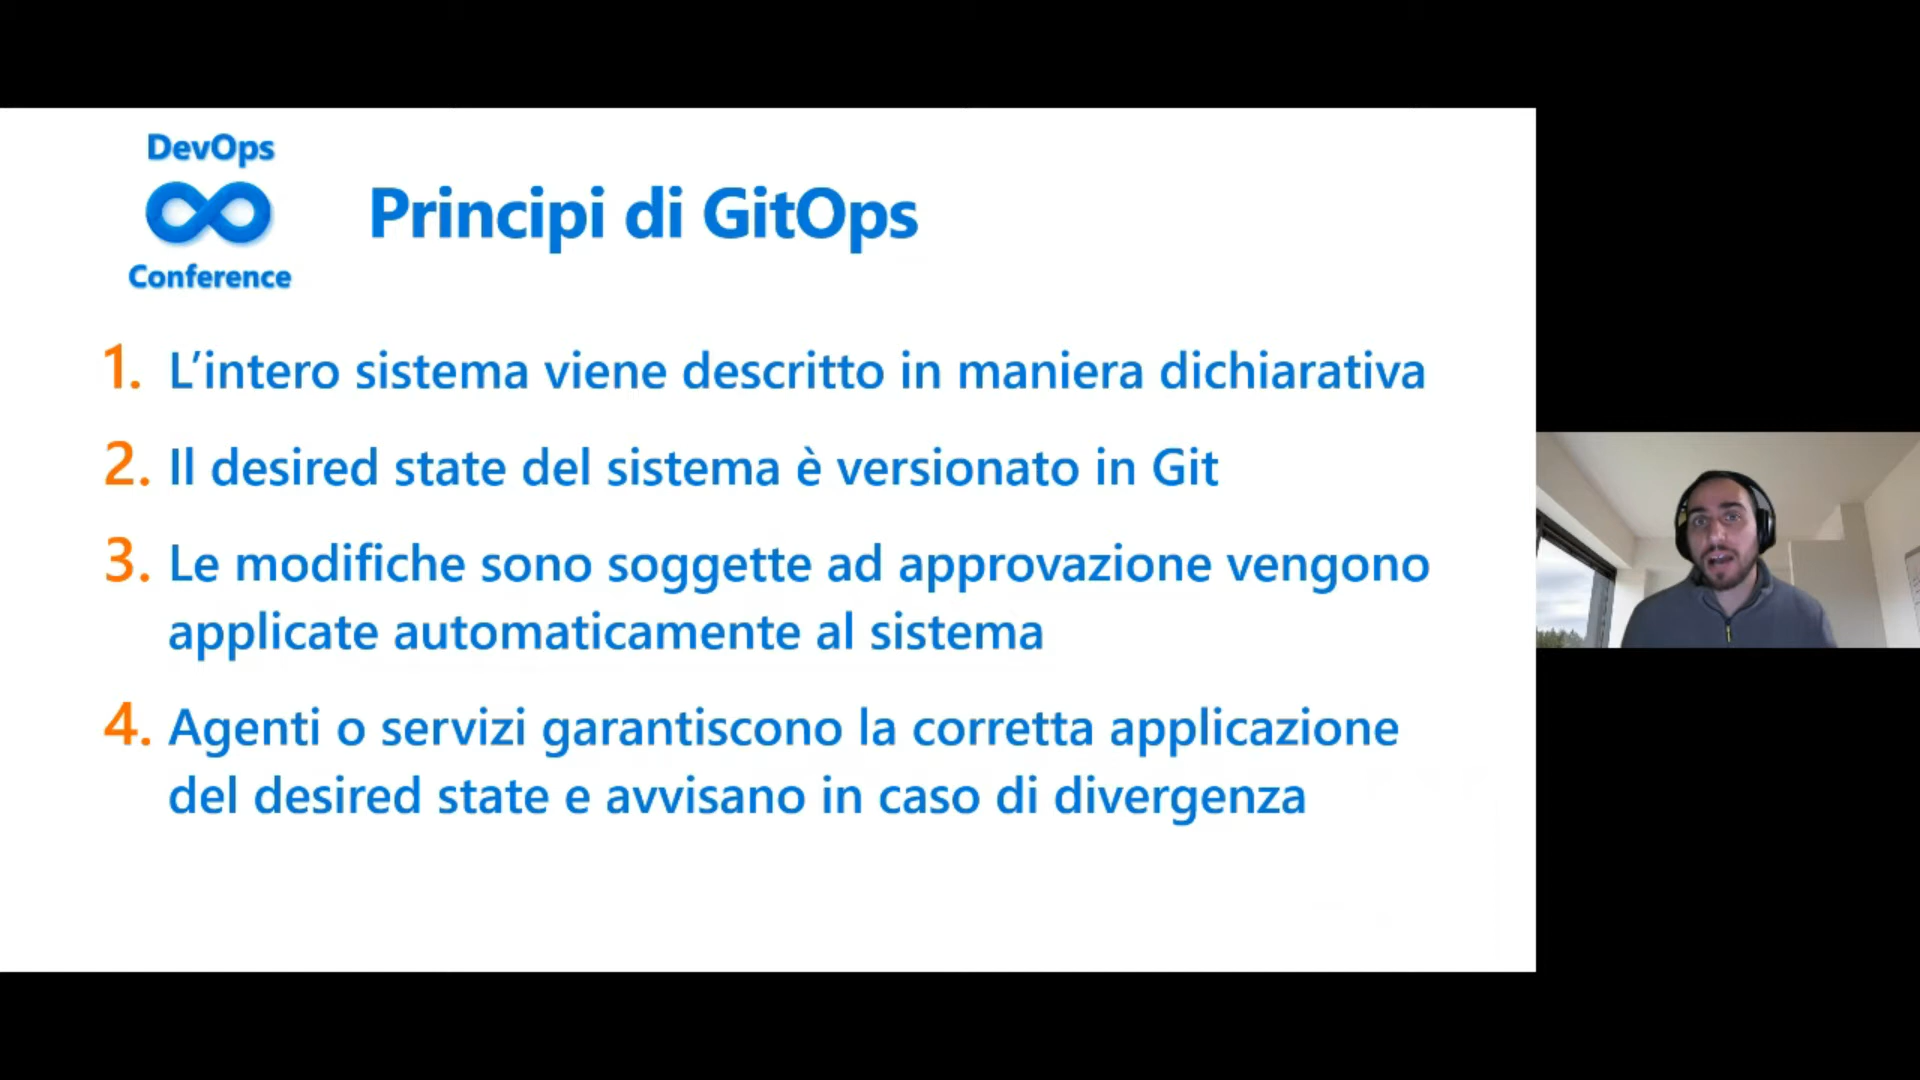 DevOps
Conference
Principi di GitOps
1. L’intero sistema viene descritto in maniera dichiarativa
2. Il desired state del sistema è versionato in Git
3. Le modifiche sono soggette ad approvazione vengono
applicate automaticamente al sistema
4. Agenti o servizi garantiscono la corretta applicazione
del desired state e avvisano in caso di divergenza